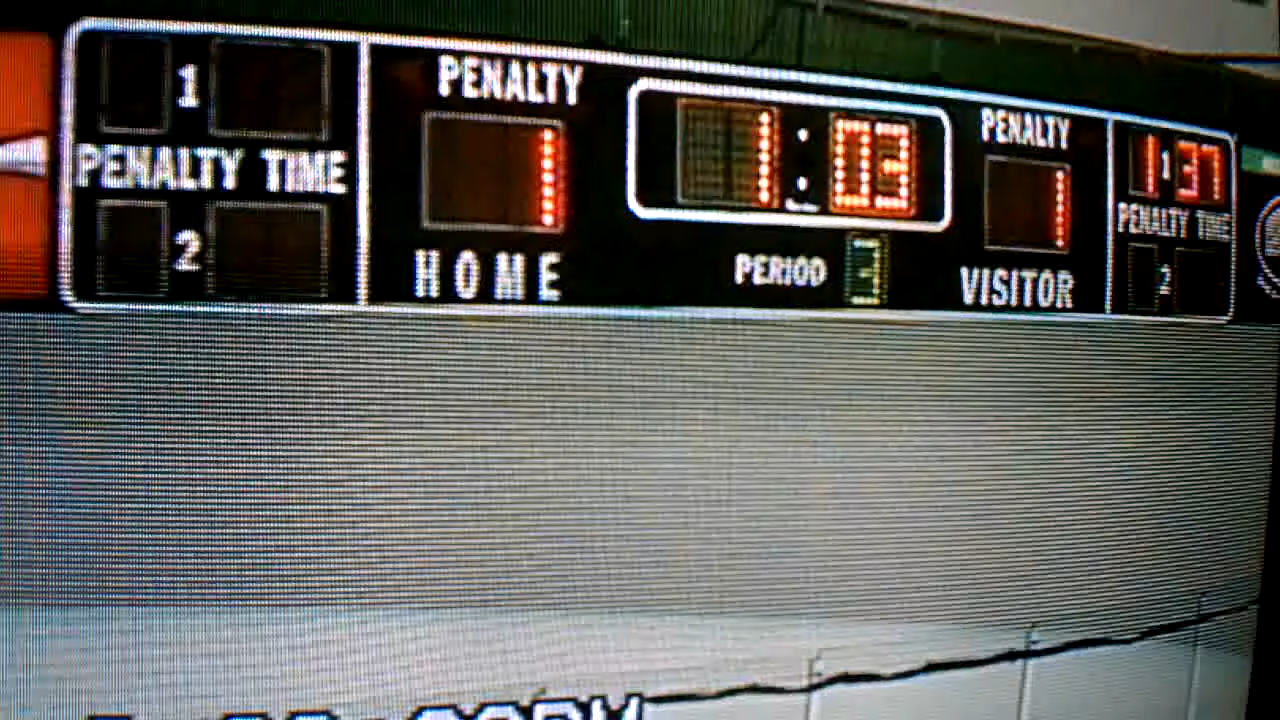 1
PENALTY TIME
2
PENALTY
1
HOME
1:03
PERIOD
PENALTY
1
VISITOR
1 1 37
PENALTY TIME
2